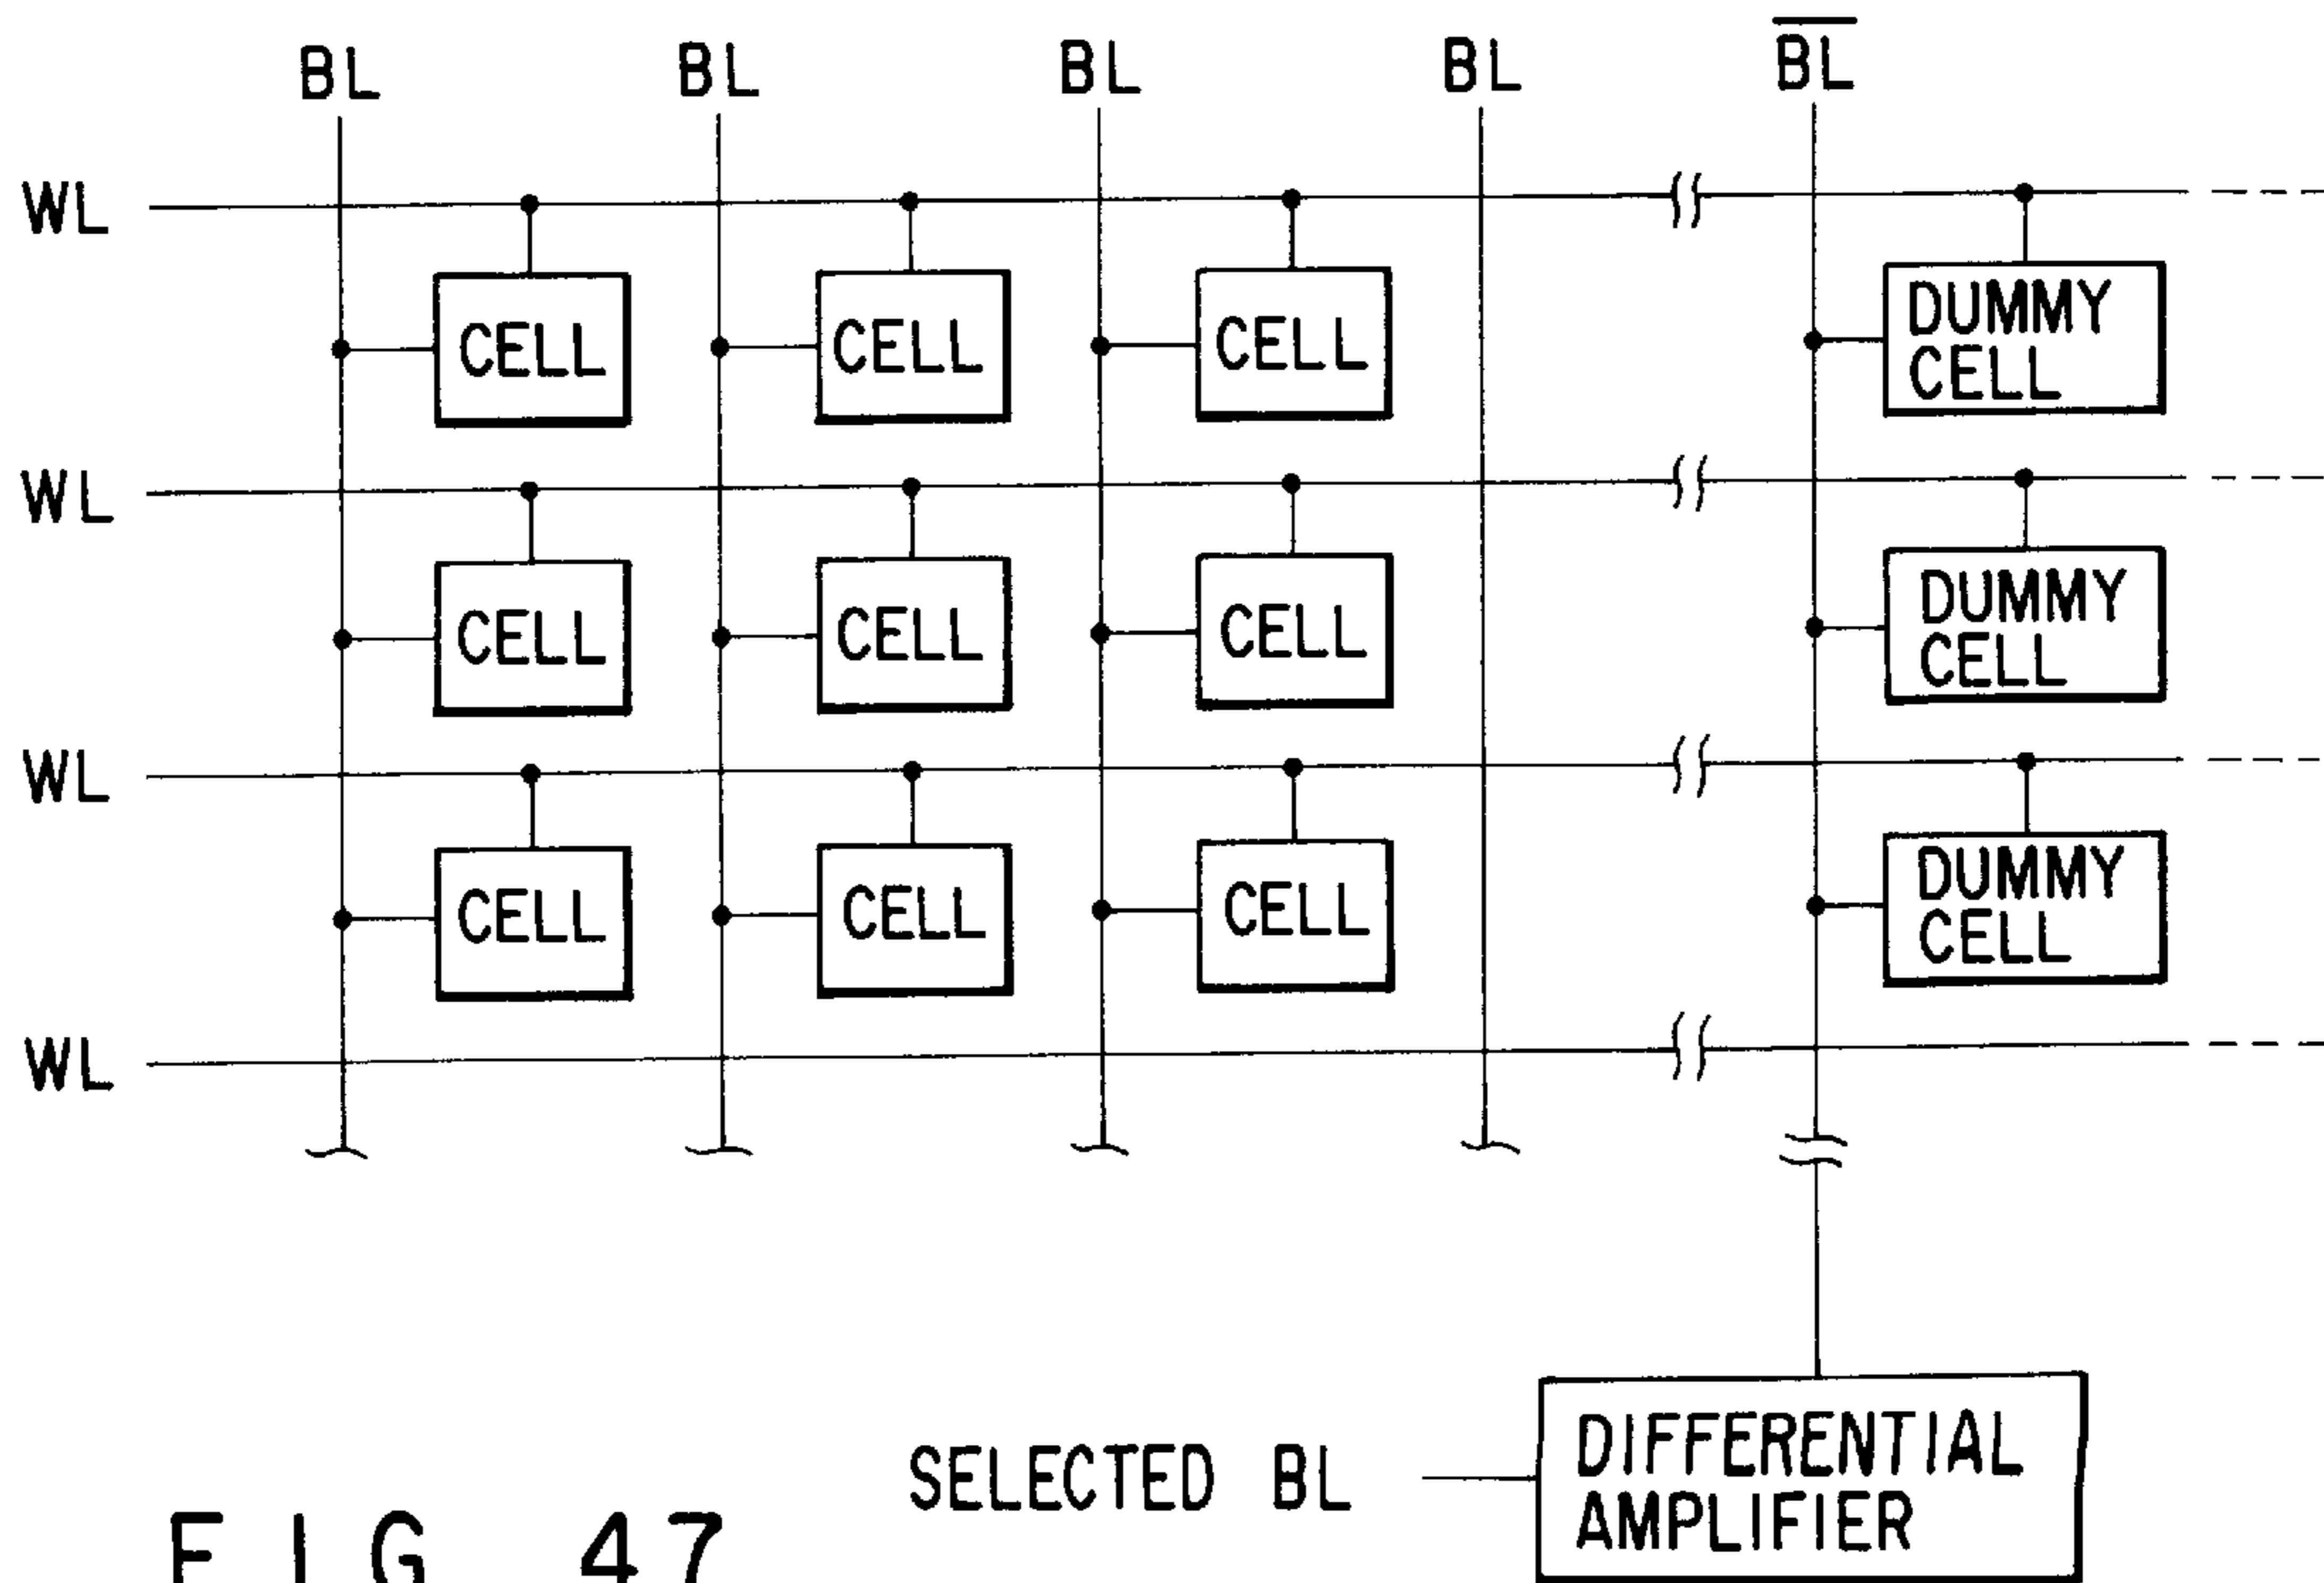 BL BL BL BL B̅L̅
WL
CELL CELL CELL DUMMY
CELL
WL
CELL CELL CELL DUMMY
CELL
WL
CELL CELL CELL DUMMY
CELL
WL
SELECTED BL
DIFFERENTIAL
AMPLIFIER
FIG 47